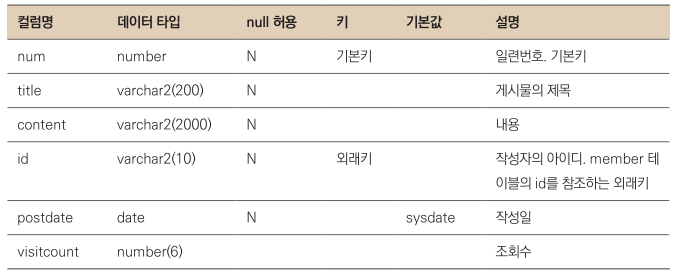 컬럼명 데이터 타입 null 허용 키 기본값 설명
num number N 기본키 일련번호. 기본키
title varchar2(200) N 게시물의 제목
content varchar2(2000) N 내용
id varchar2(10) N 외래키 작성자의 아이디. member 테
이블의 id를 참조하는 외래키
postdate date N sysdate 작성일
visitcount number(6) 조회수